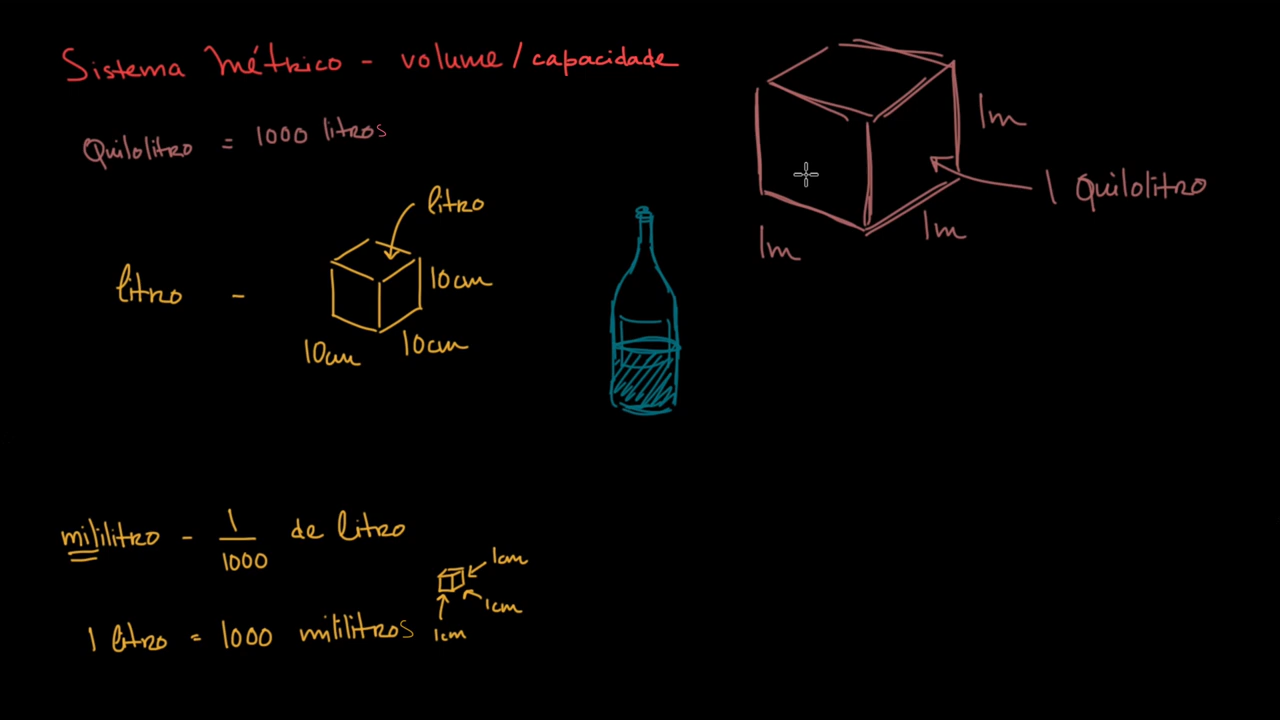 Sistema métrico - volume/capacidade
Quilolitro = 1000 litros
1m
1 Quilolitro
1m
1m
litro
litro -
10cm
10cm
10cm
mililitro - 1/1000 de litro
1cm
1cm
1cm
1 litro = 1000 mililitros